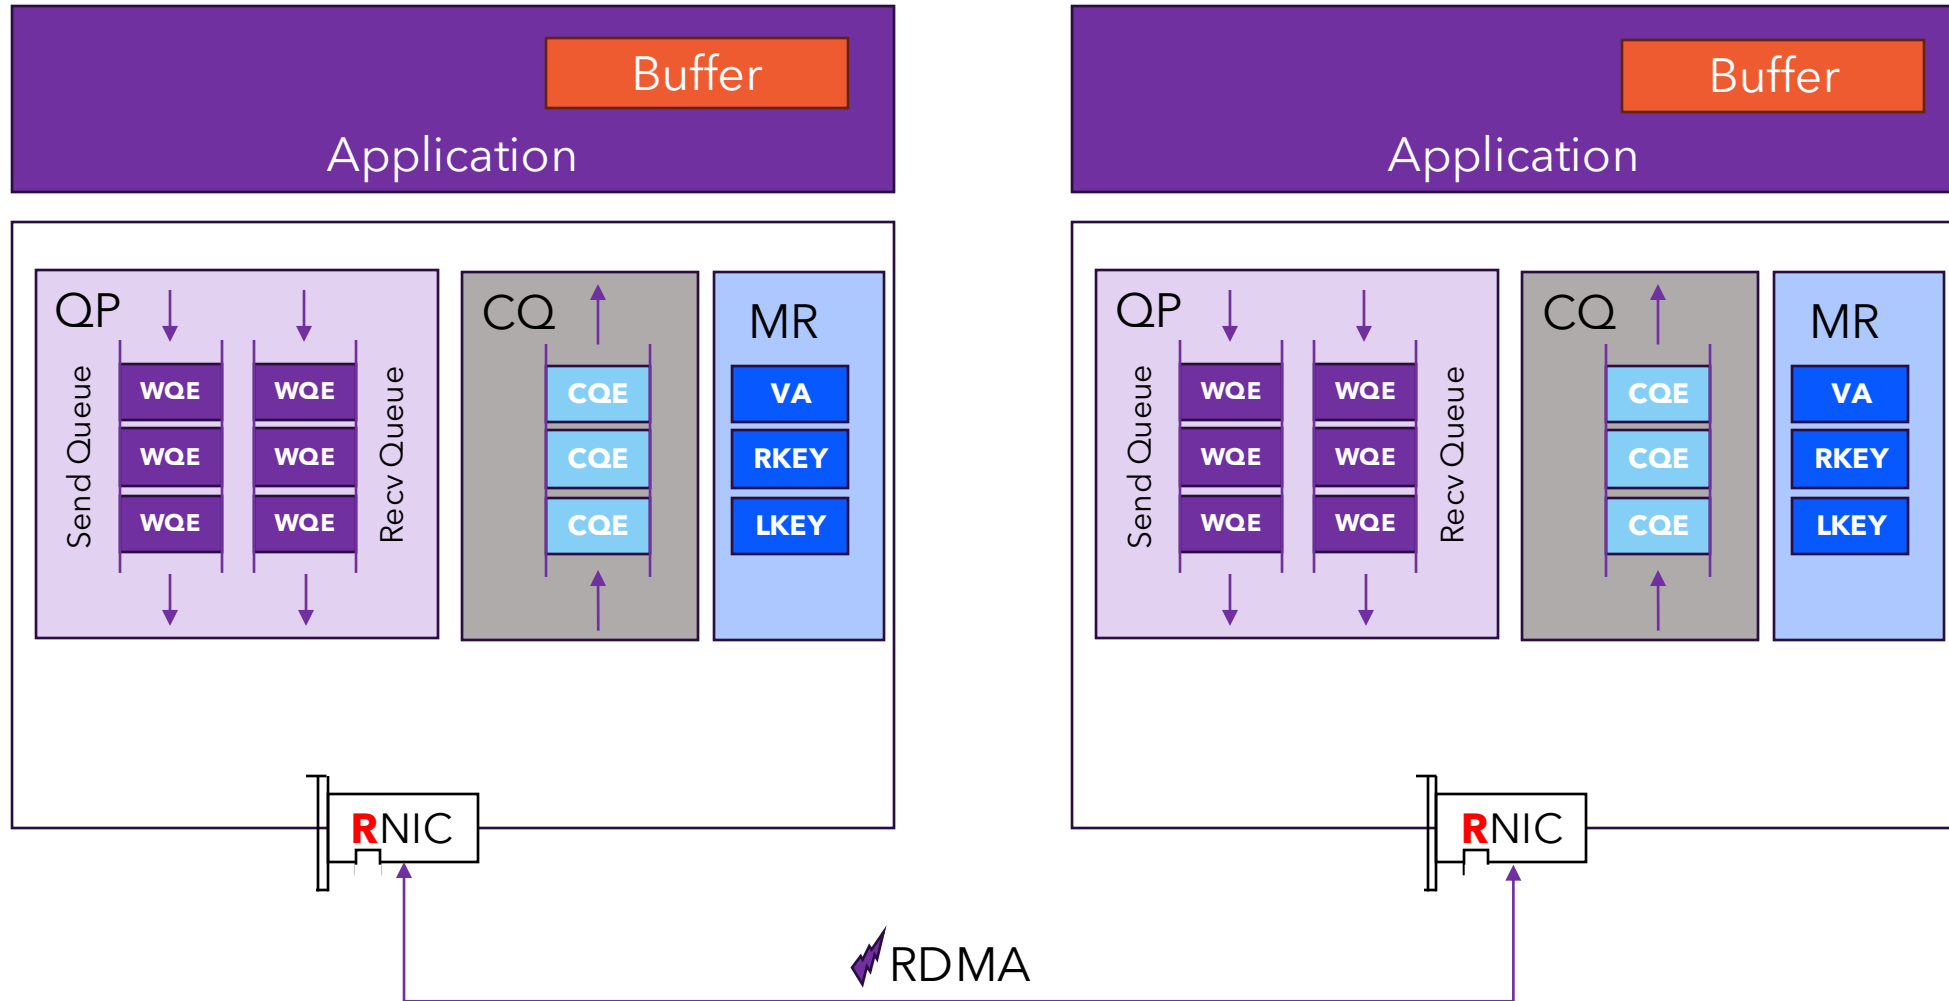 Buffer
Application
QP
Send Queue
WQE
WQE
WQE
WQE
WQE
WQE
Recv Queue
CQ
CQE
CQE
CQE
MR
VA
RKEY
LKEY
RNIC
Buffer
Application
QP
Send Queue
WQE
WQE
WQE
WQE
WQE
WQE
Recv Queue
CQ
CQE
CQE
CQE
MR
VA
RKEY
LKEY
RNIC
RDMA